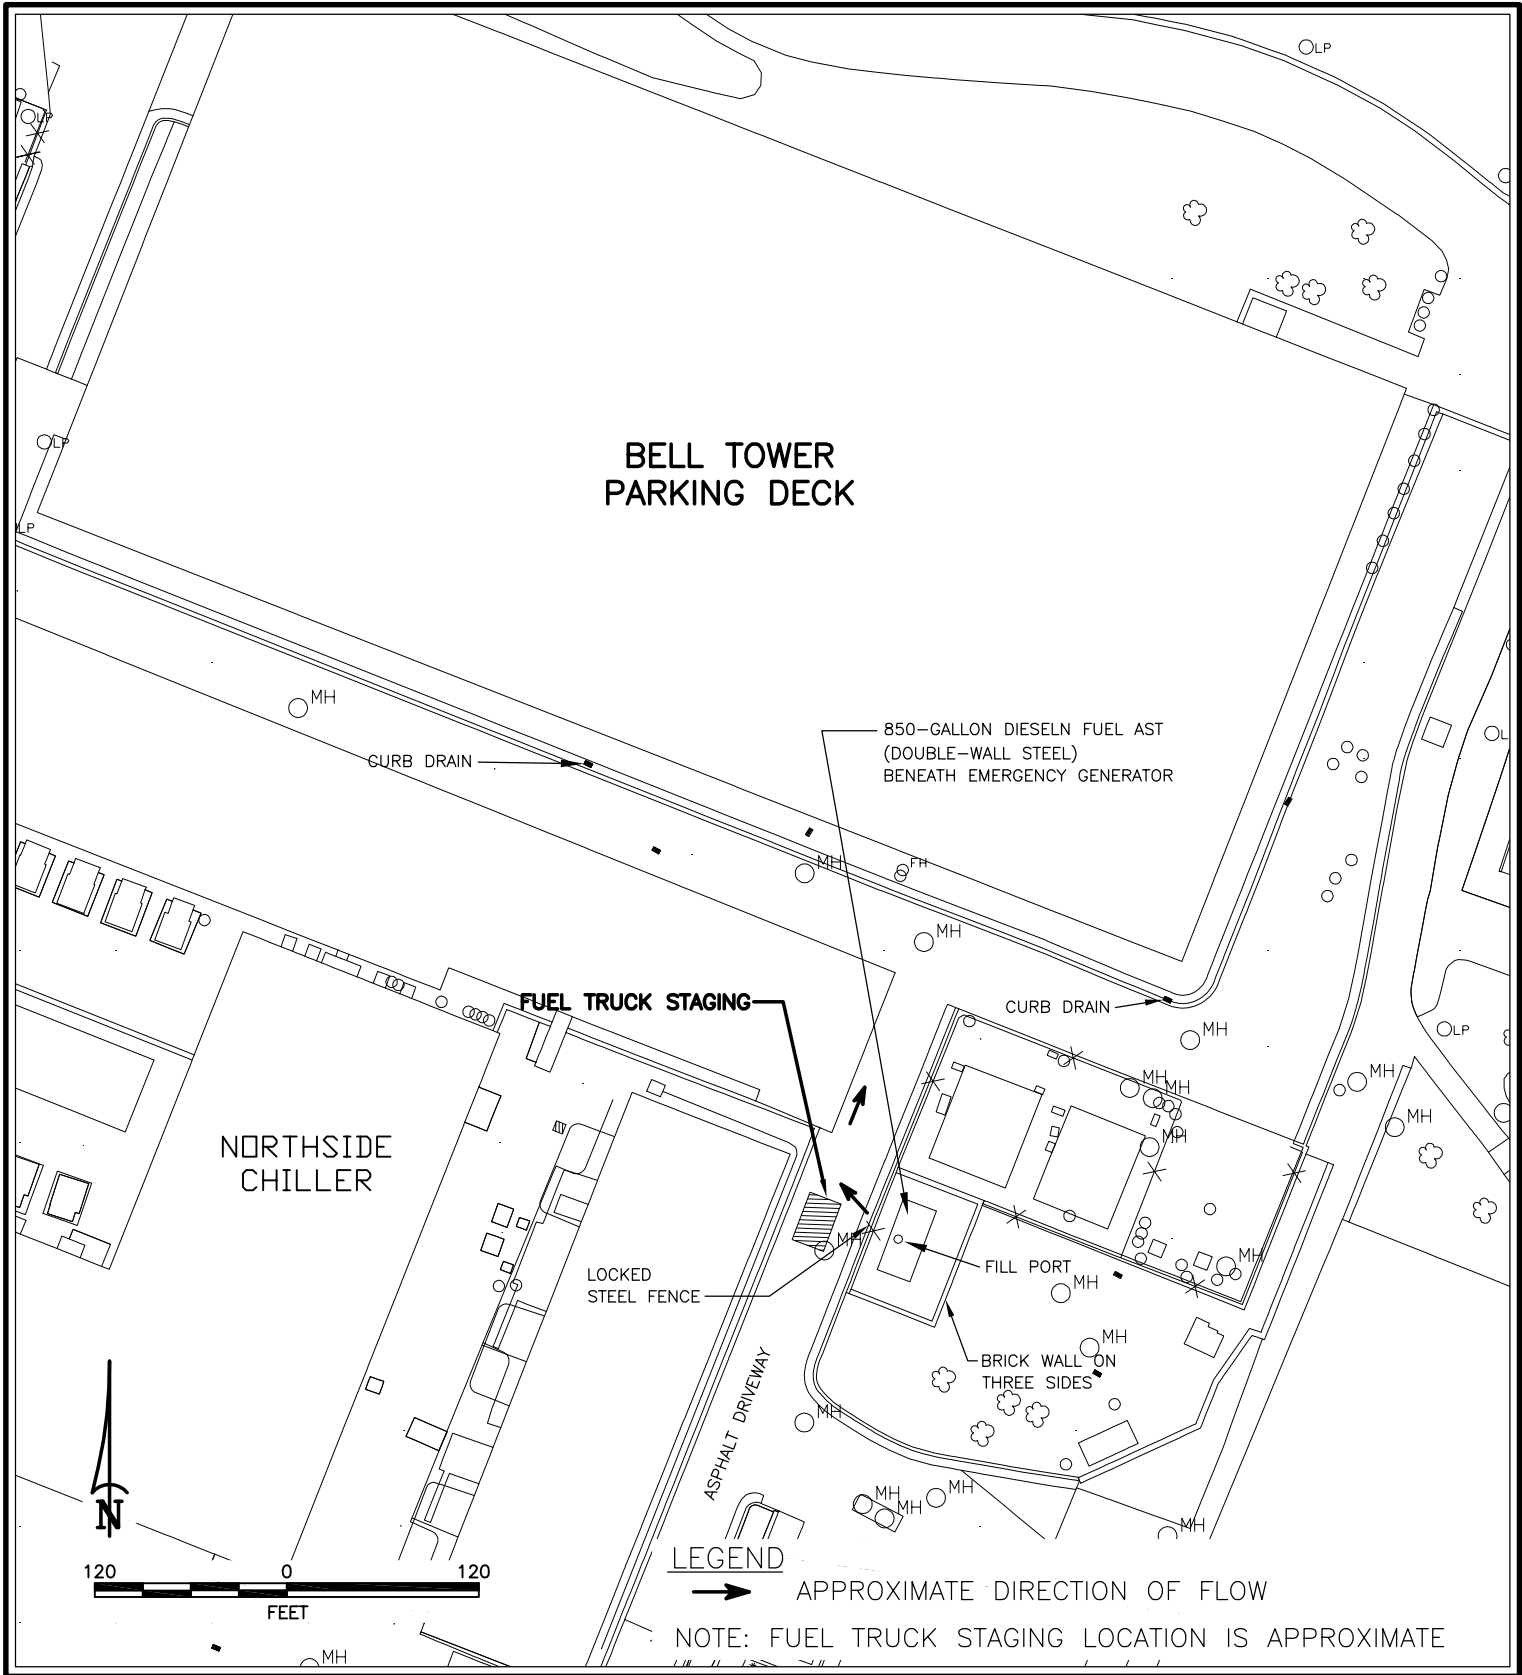 LP
LP
BELL TOWER
PARKING DECK
LP
LP
MH
850-GALLON DIESELN FUEL AST
(DOUBLE-WALL STEEL)
BENEATH EMERGENCY GENERATOR
L
CURB DRAIN
MH
FH
MH
FUEL TRUCK STAGING
CURB DRAIN
MH
LP
MH
MH
MH
MH
MH
NORTHSIDE
CHILLER
MH
MH
FILL PORT
MH
LOCKED
STEEL FENCE
MH
BRICK WALL ON
THREE SIDES
ASPHALT DRIVEWAY
MH
MH
MH
MH
MH
N
120 0 120
FEET
LEGEND
APPROXIMATE DIRECTION OF FLOW
NOTE: FUEL TRUCK STAGING LOCATION IS APPROXIMATE
MH